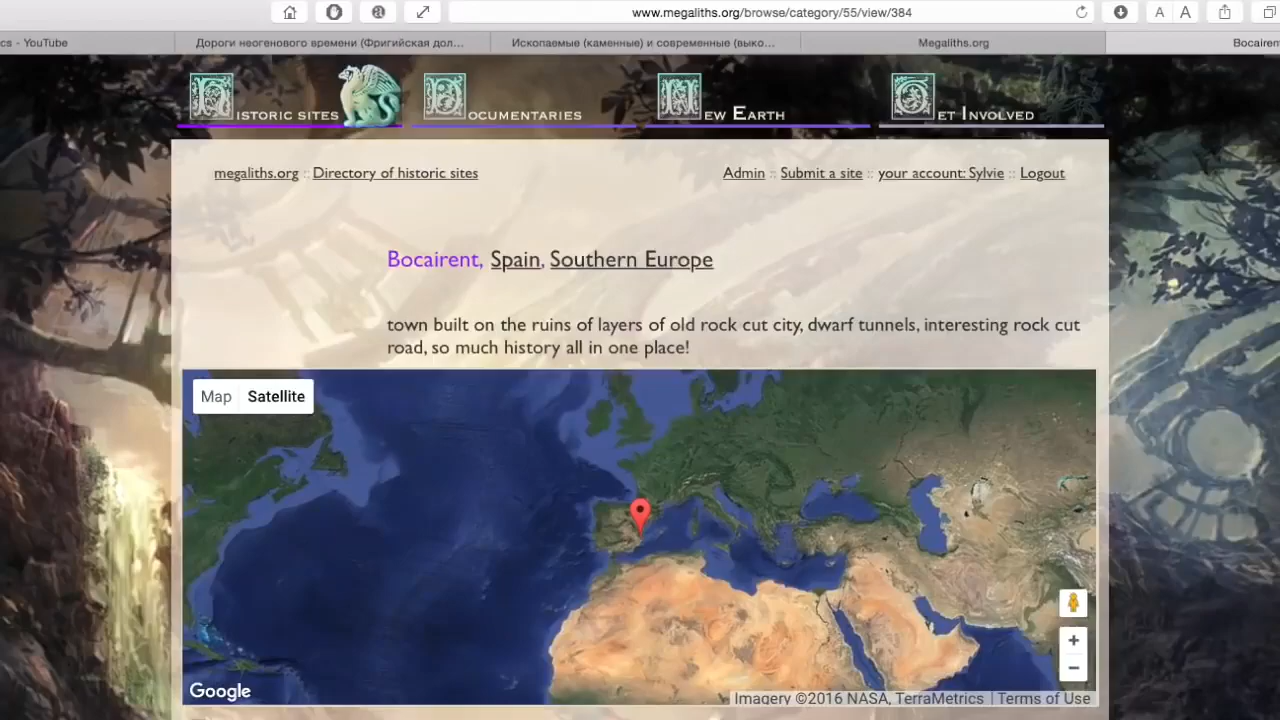 www.megaliths.org/browse/category/55/view/384
A A
cs - YouTube
Дороги неогенового времени (Фригийская дол...
Ископаемые (каменные) и современные (выко...
Megaliths.org
Bocairent
HISTORIC SITES
DOCUMENTARIES
NEW EARTH
GET INVOLVED
megaliths.org :: Directory of historic sites
Admin :: Submit a site :: your account: Sylvie :: Logout
Bocairent, Spain, Southern Europe
town built on the ruins of layers of old rock cut city, dwarf tunnels, interesting rock cut
road, so much history all in one place!
Map Satellite
Google
Imagery ©2016 NASA, TerraMetrics | Terms of Use